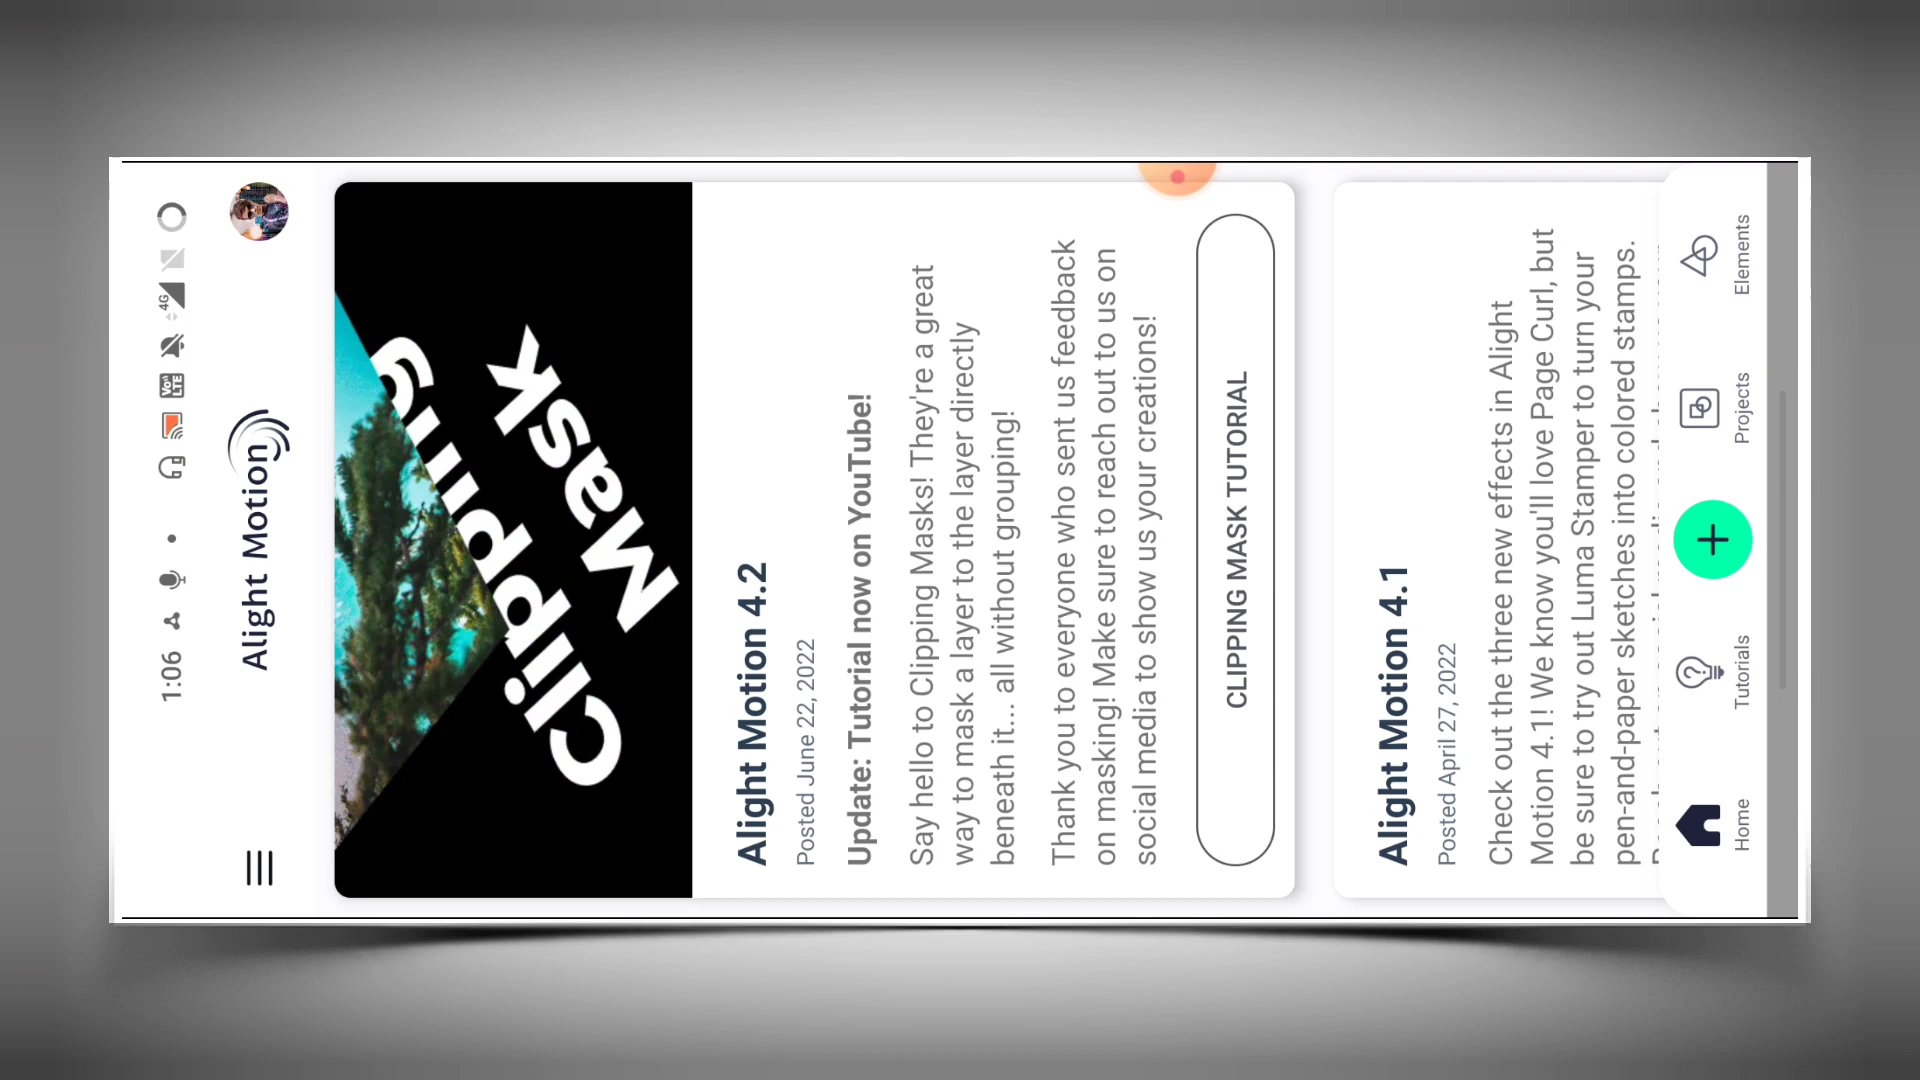 1:06
VoLTE
4G
Alight Motion
Clipping
Mask
Alight Motion 4.2
Posted June 22, 2022
Update: Tutorial now on YouTube!
Say hello to Clipping Masks! They're a great
way to mask a layer to the layer directly
beneath it... all without grouping!
Thank you to everyone who sent us feedback
on masking! Make sure to reach out to us on
social media to show us your creations!
CLIPPING MASK TUTORIAL
Alight Motion 4.1
Posted April 27, 2022
Check out the three new effects in Alight
Motion 4.1! We know you'll love Page Curl, but
be sure to try out Luma Stamper to turn your
pen-and-paper sketches into colored stamps.
Home
Tutorials
Projects
Elements